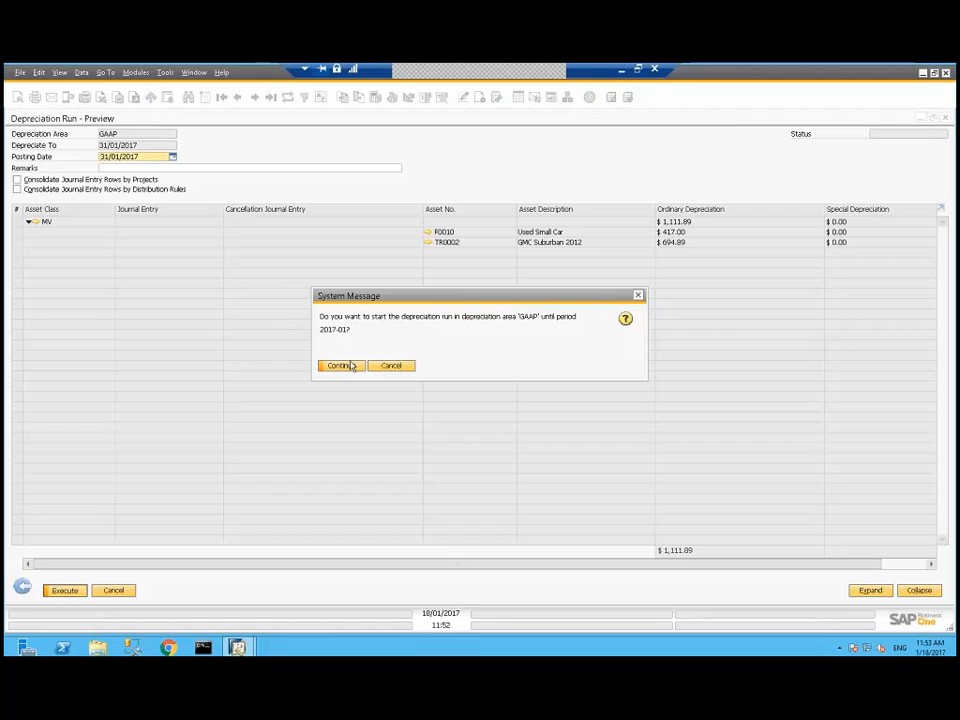 File Edit View Data Go To Modules Tools Window Help
Depreciation Run - Preview
Depreciation Area GAAP Status
Depreciate To 31/01/2017
Posting Date 31/01/2017
Remarks
Consolidate Journal Entry Rows by Projects
Consolidate Journal Entry Rows by Distribution Rules
# Asset Class Journal Entry Cancellation Journal Entry Asset No. Asset Description Ordinary Depreciation Special Depreciation
MV $ 1,111.89 $ 0.00
F0010 Used Small Car $ 417.00 $ 0.00
TR0002 GMC Suburban 2012 $ 694.89 $ 0.00
System Message
Do you want to start the depreciation run in depreciation area 'GAAP' until period
2017-01?
?
Continue Cancel
$ 1,111.89
Execute Cancel Expand Collapse
18/01/2017
11:52
SAP Business One
ENG 11:53 AM
1/18/2017